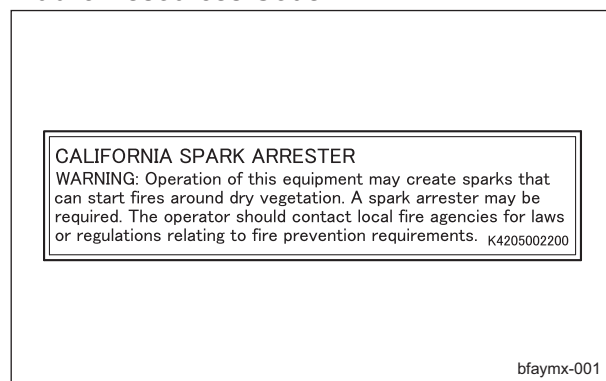 CALIFORNIA SPARK ARRESTER
WARNING: Operation of this equipment may create sparks that
can start fires around dry vegetation. A spark arrester may be
required. The operator should contact local fire agencies for laws
or regulations relating to fire prevention requirements. K4205002200
bfaymx-001